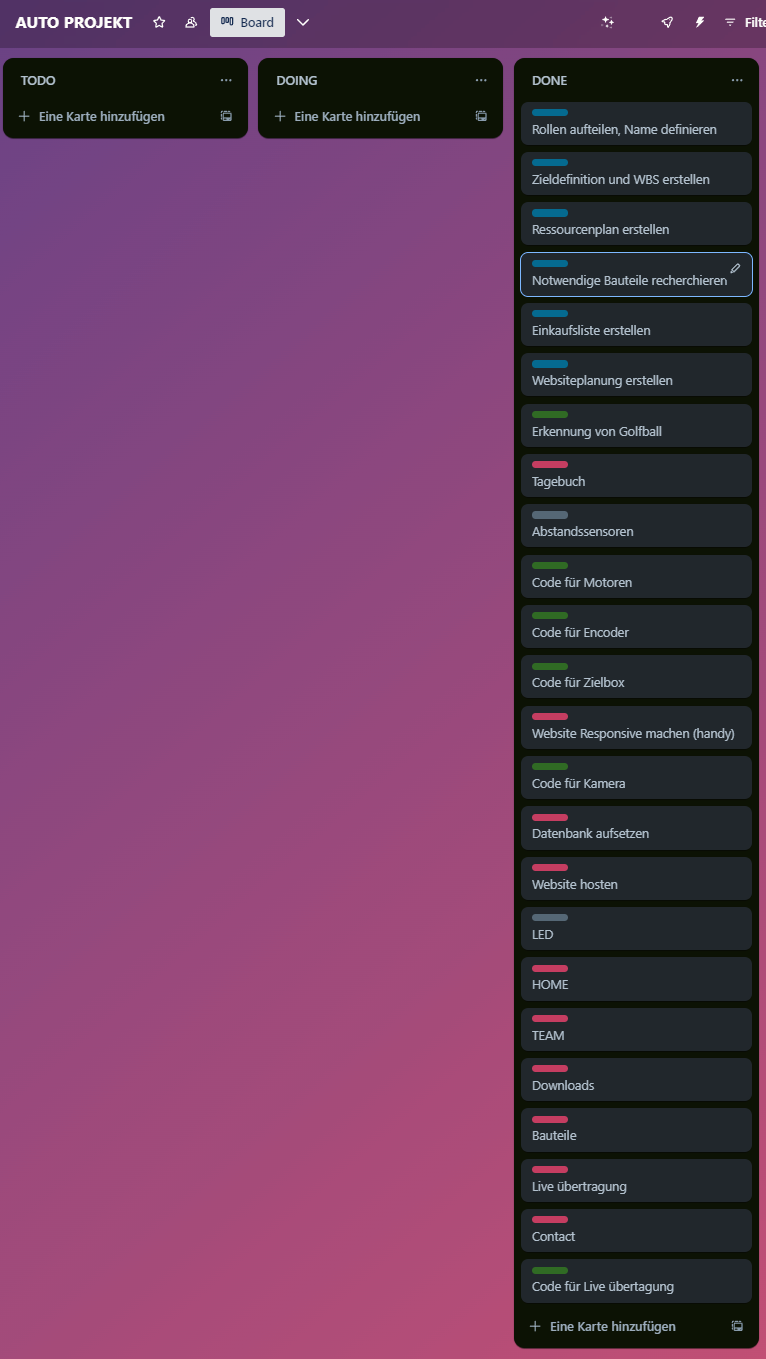 AUTO PROJEKT
Board
Filte
TODO
Eine Karte hinzufügen
DOING
Eine Karte hinzufügen
DONE
Rollen aufteilen, Name definieren
Zieldefinition und WBS erstellen
Ressourcenplan erstellen
Notwendige Bauteile recherchieren
Einkaufsliste erstellen
Websiteplanung erstellen
Erkennung von Golfball
Tagebuch
Abstandssensoren
Code für Motoren
Code für Encoder
Code für Zielbox
Website Responsive machen (handy)
Code für Kamera
Datenbank aufsetzen
Website hosten
LED
HOME
TEAM
Downloads
Bauteile
Live übertragung
Contact
Code für Live übertagung
Eine Karte hinzufügen